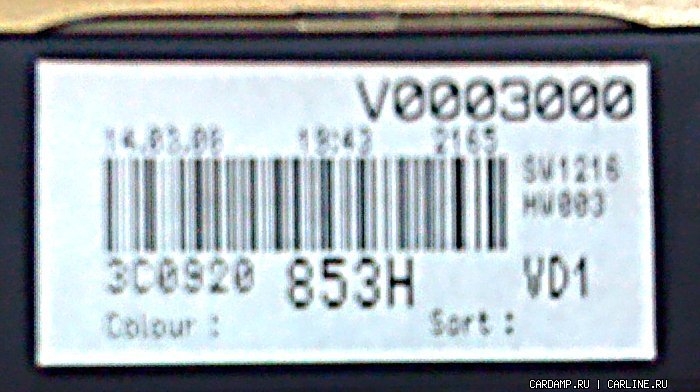 V0003000
14.03.06 19:43 2165
SW1216
HW003
3C0920 853H VD1
Colour : Sort :
CARDAMP.RU | CARLINE.RU